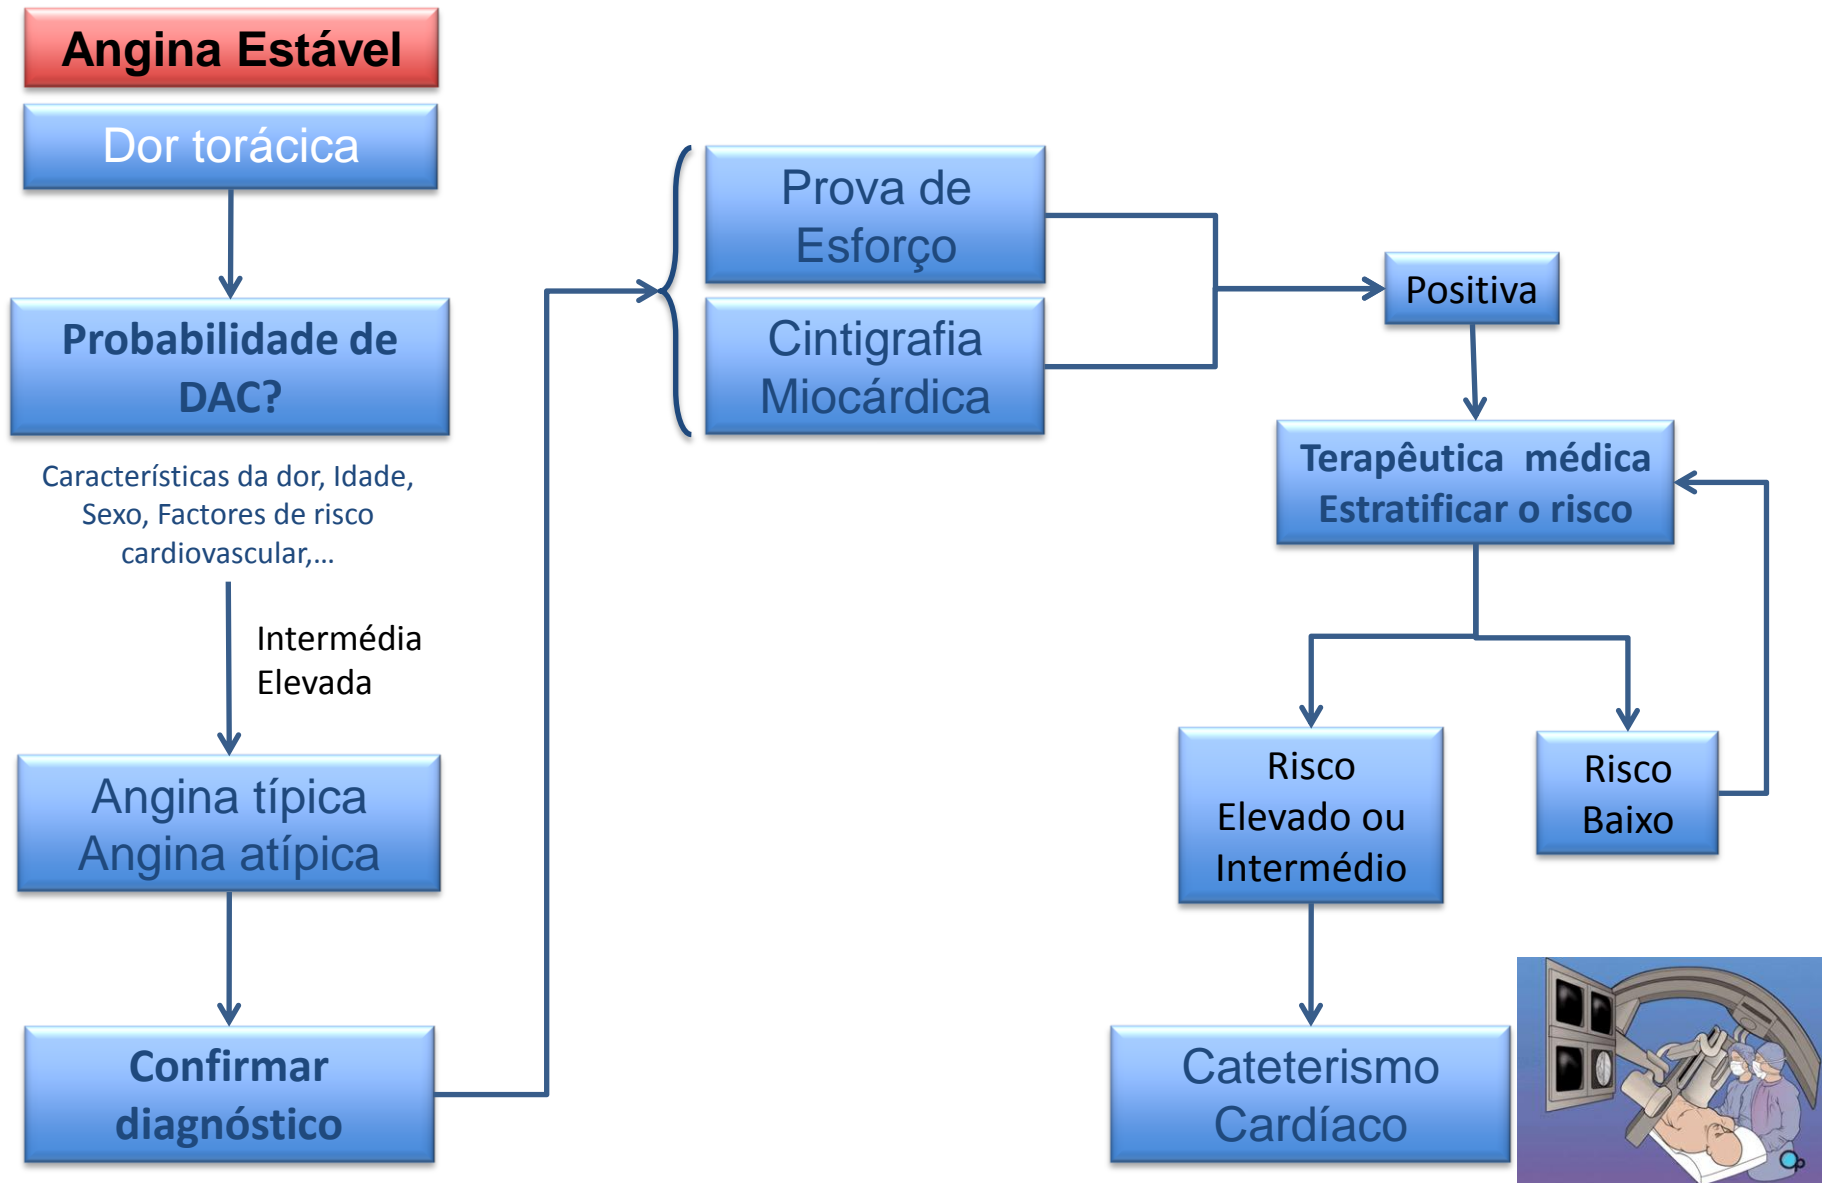 Angina Estável
Dor torácica
Probabilidade de
DAC?
Características da dor, Idade,
Sexo, Factores de risco
cardiovascular,...
Intermédia
Elevada
Angina típica
Angina atípica
Confirmar
diagnóstico
Prova de
Esforço
Cintigrafia
Miocárdica
Positiva
Terapêutica médica
Estratificar o risco
Risco
Elevado ou
Intermédio
Risco
Baixo
Cateterismo
Cardíaco